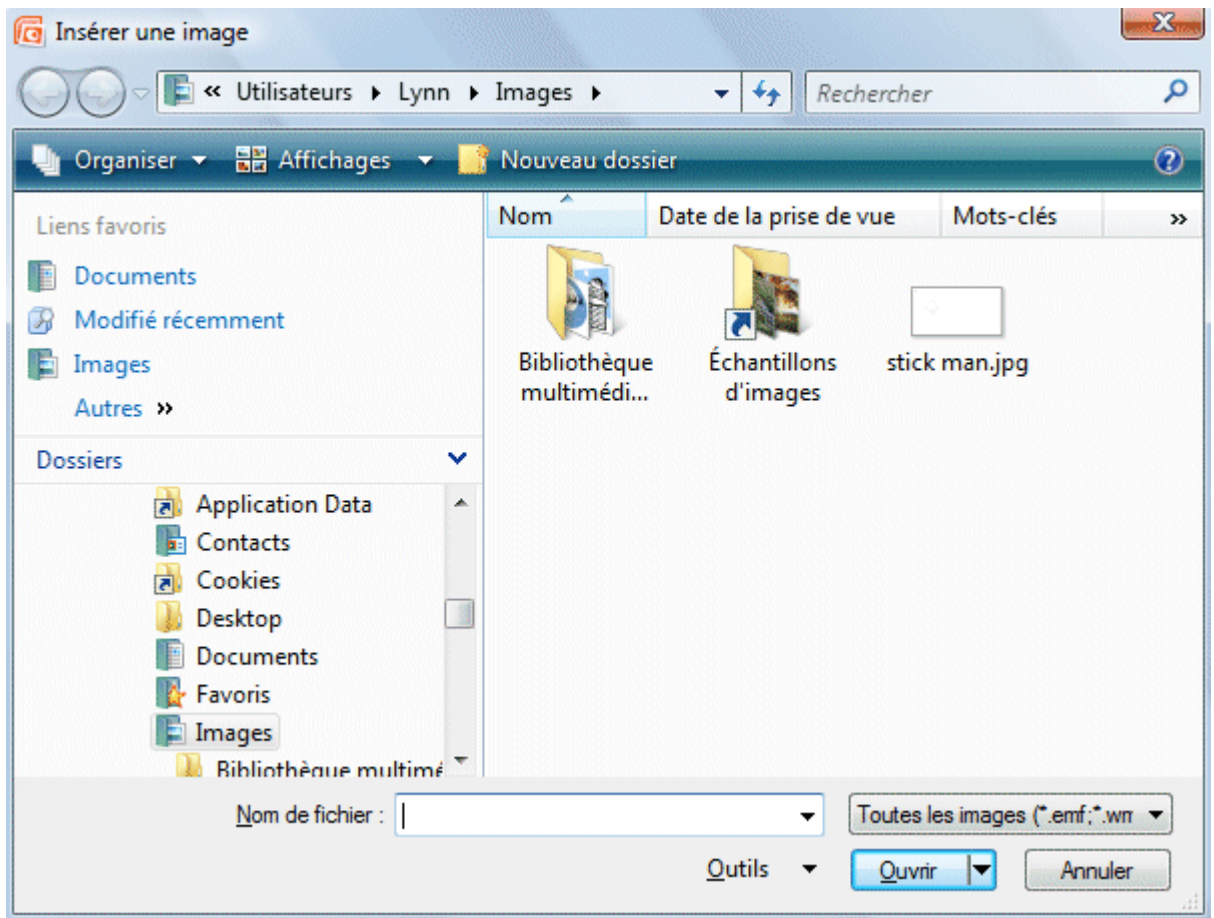 Insérer une image
« Utilisateurs Lynn Images
Rechercher
Organiser Affichages Nouveau dossier
Liens favoris
Documents
Modifié récemment
Images
Autres »
Dossiers
Application Data
Contacts
Cookies
Desktop
Documents
Favoris
Images
Bibliothèque multimé
Nom Date de la prise de vue Mots-clés »
Bibliothèque
multimédi...
Échantillons
d'images
stick man.jpg
Nom de fichier :
Toutes les images (*.emf;*.wm
Outils Ouvrir Annuler